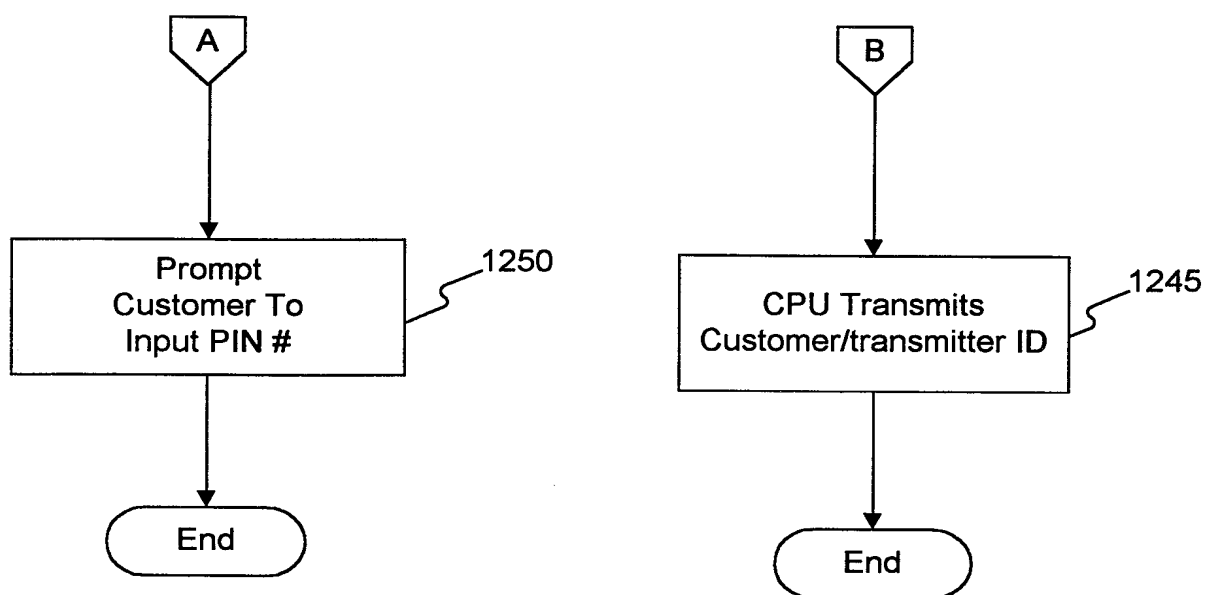 A
Prompt
Customer To
Input PIN #
1250
End
B
CPU Transmits
Customer/transmitter ID
1245
End